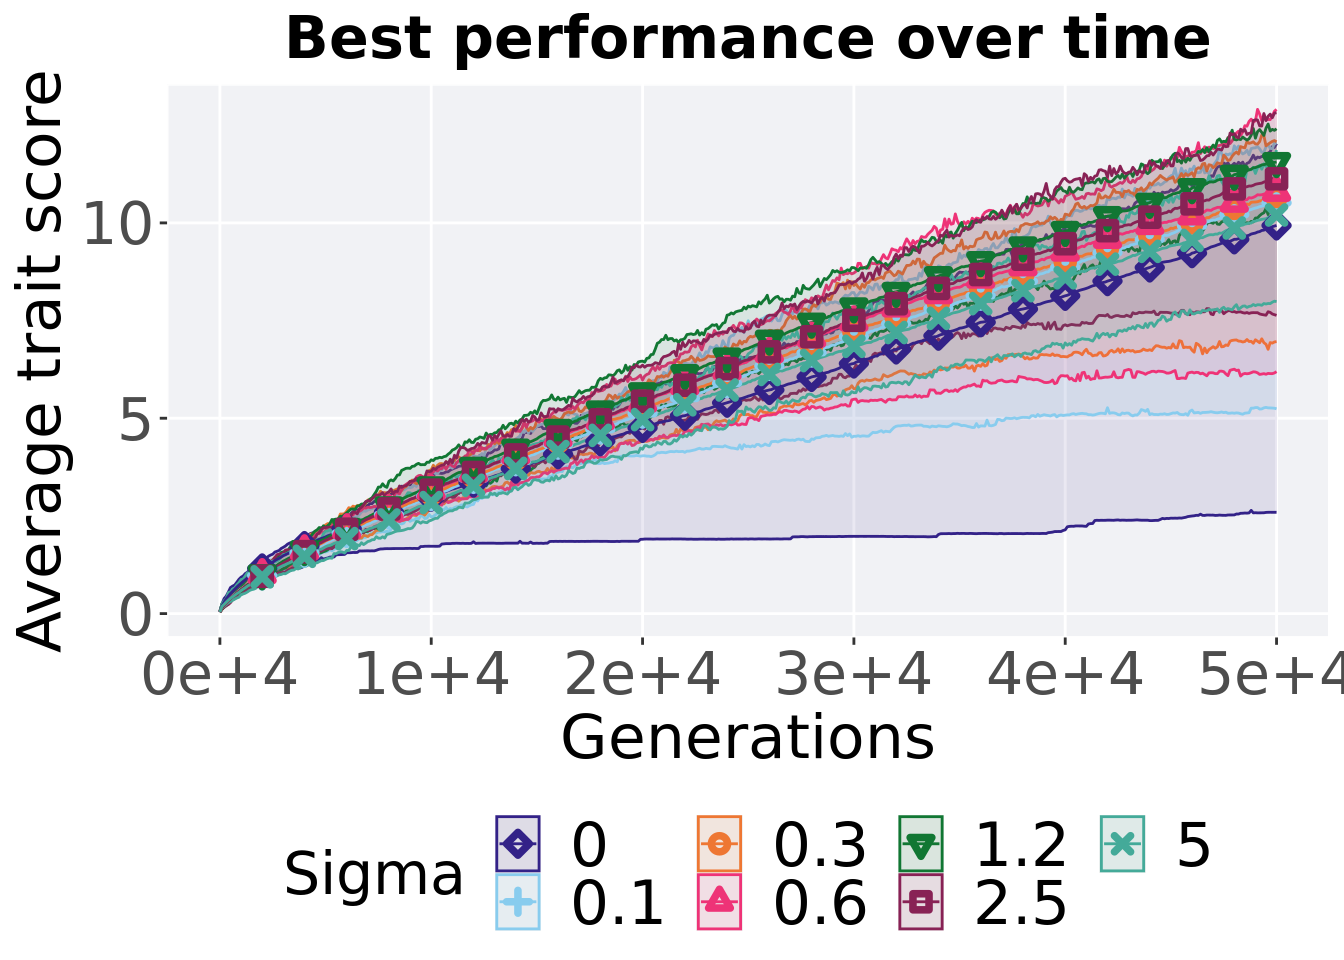 Best performance over time
Average trait score
10
5
0
0e+4 1e+4 2e+4 3e+4 4e+4 5e+4
Generations
Sigma
0 0.3 1.2 5
0.1 0.6 2.5